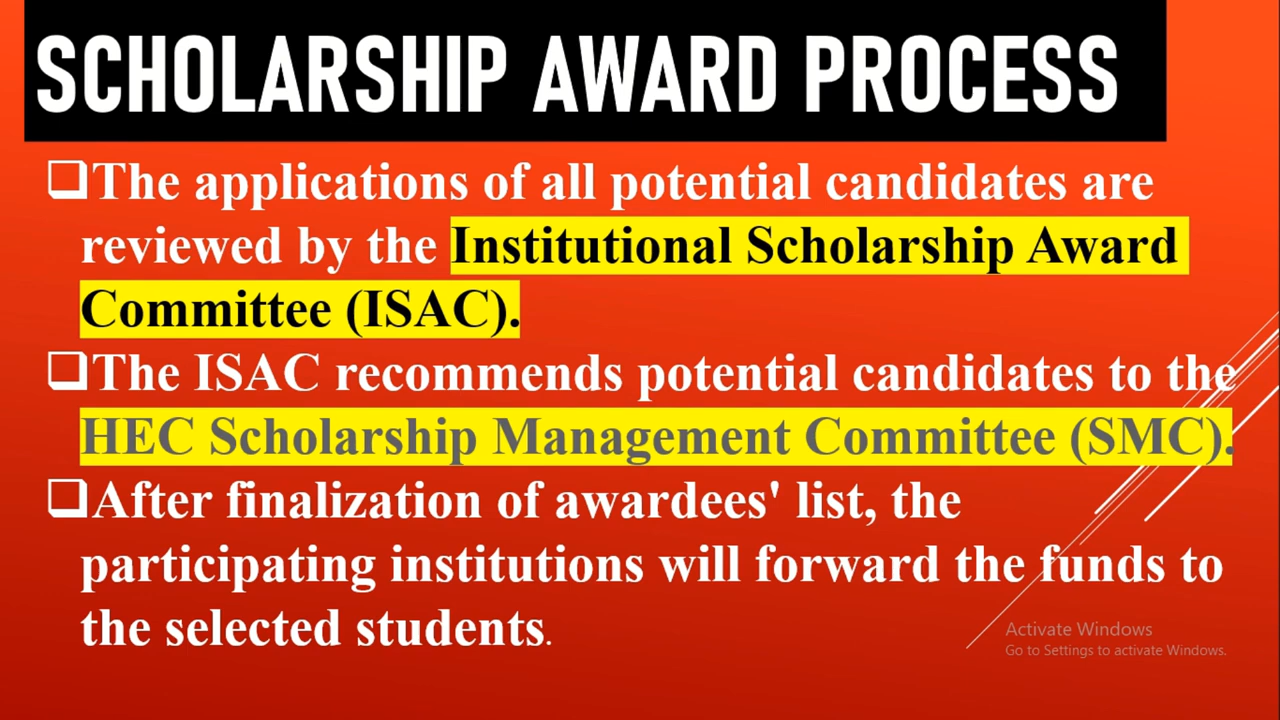 SCHOLARSHIP AWARD PROCESS
❑The applications of all potential candidates are
reviewed by the Institutional Scholarship Award
Committee (ISAC).
❑The ISAC recommends potential candidates to the
HEC Scholarship Management Committee (SMC).
❑After finalization of awardees' list, the
participating institutions will forward the funds to
the selected students.
Activate Windows
Go to Settings to activate Windows.